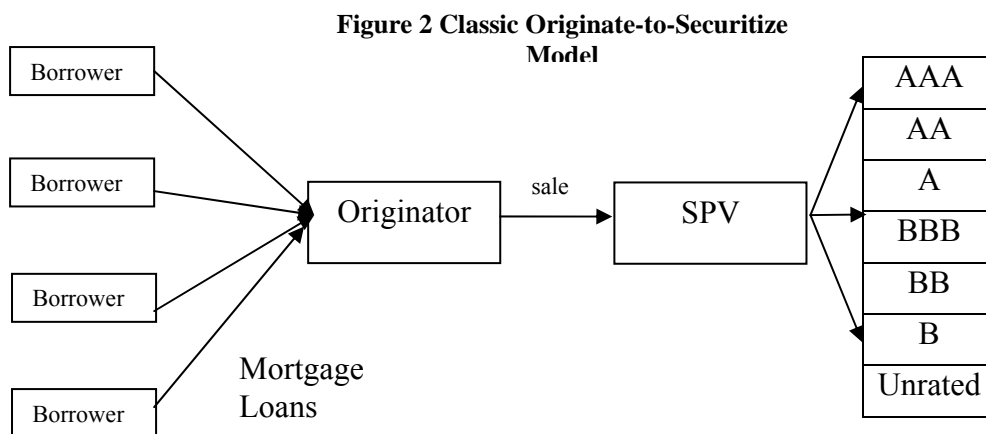 Figure 2 Classic Originate-to-Securitize
Model
Borrower
Borrower
Borrower
Borrower
Mortgage
Loans
Originator
sale
SPV
AAA
AA
A
BBB
BB
B
Unrated